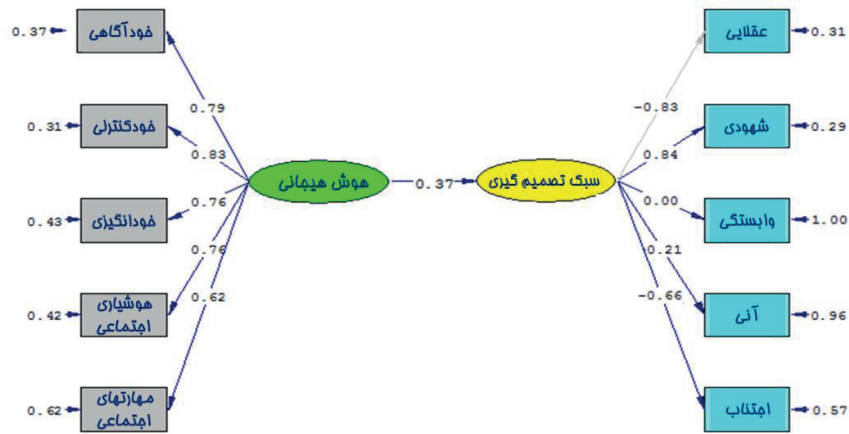 0.37
خودآگاهی
عقلایی
0.31
0.79
-0.83
0.31
خودکنترلی
شهودی
0.29
0.83
0.84
هوش هیجانی
0.37
سبک تصمیم گیری
0.76
0.00
0.43
خودانگیزی
وابستگی
1.00
0.76
-0.21
0.62
-0.66
0.42
هوشیاری
اجتماعی
آنی
0.96
0.62
مهارتهای
اجتماعی
اجتناب
0.57